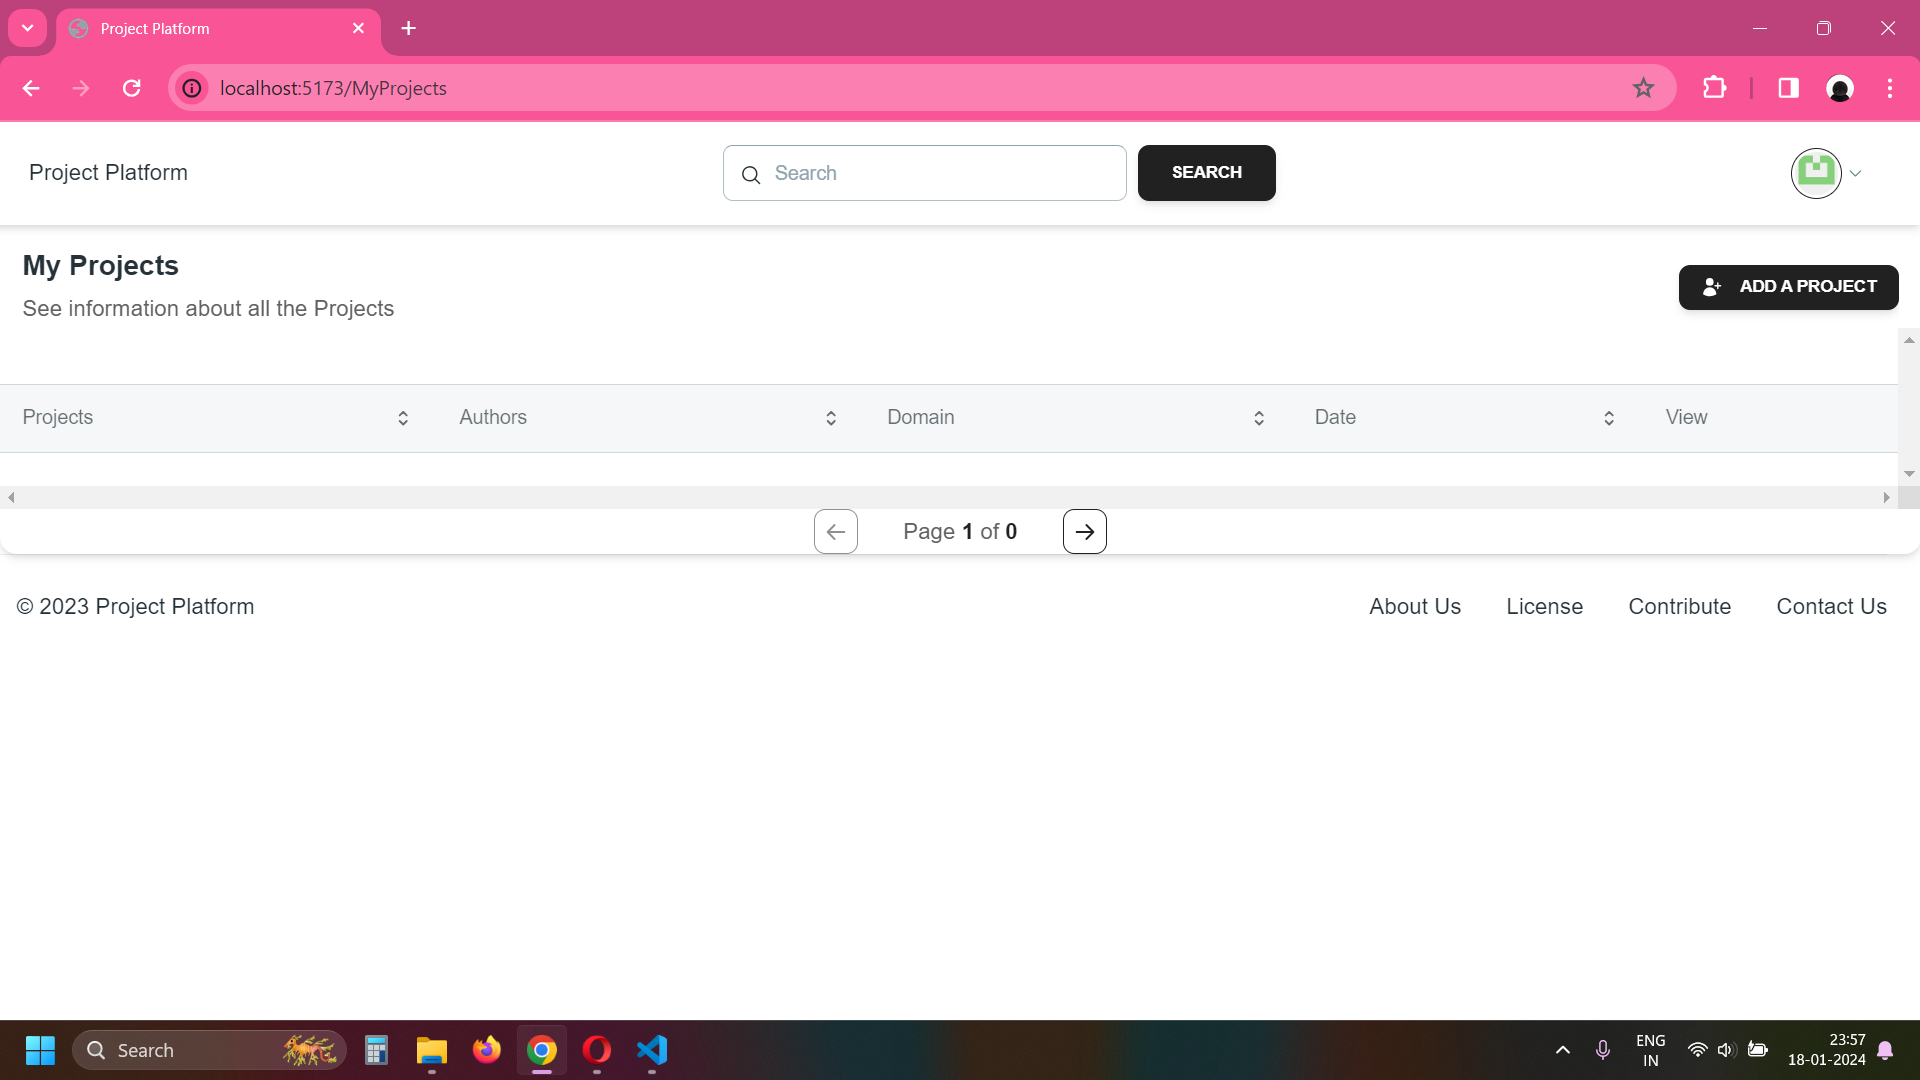 Project Platform
localhost:5173/MyProjects
Project Platform
Search
SEARCH
My Projects
See information about all the Projects
ADD A PROJECT
Projects
Authors
Domain
Date
View
Page 1 of 0
© 2023 Project Platform
About Us
License
Contribute
Contact Us
Search
ENG
IN
23:57
18-01-2024